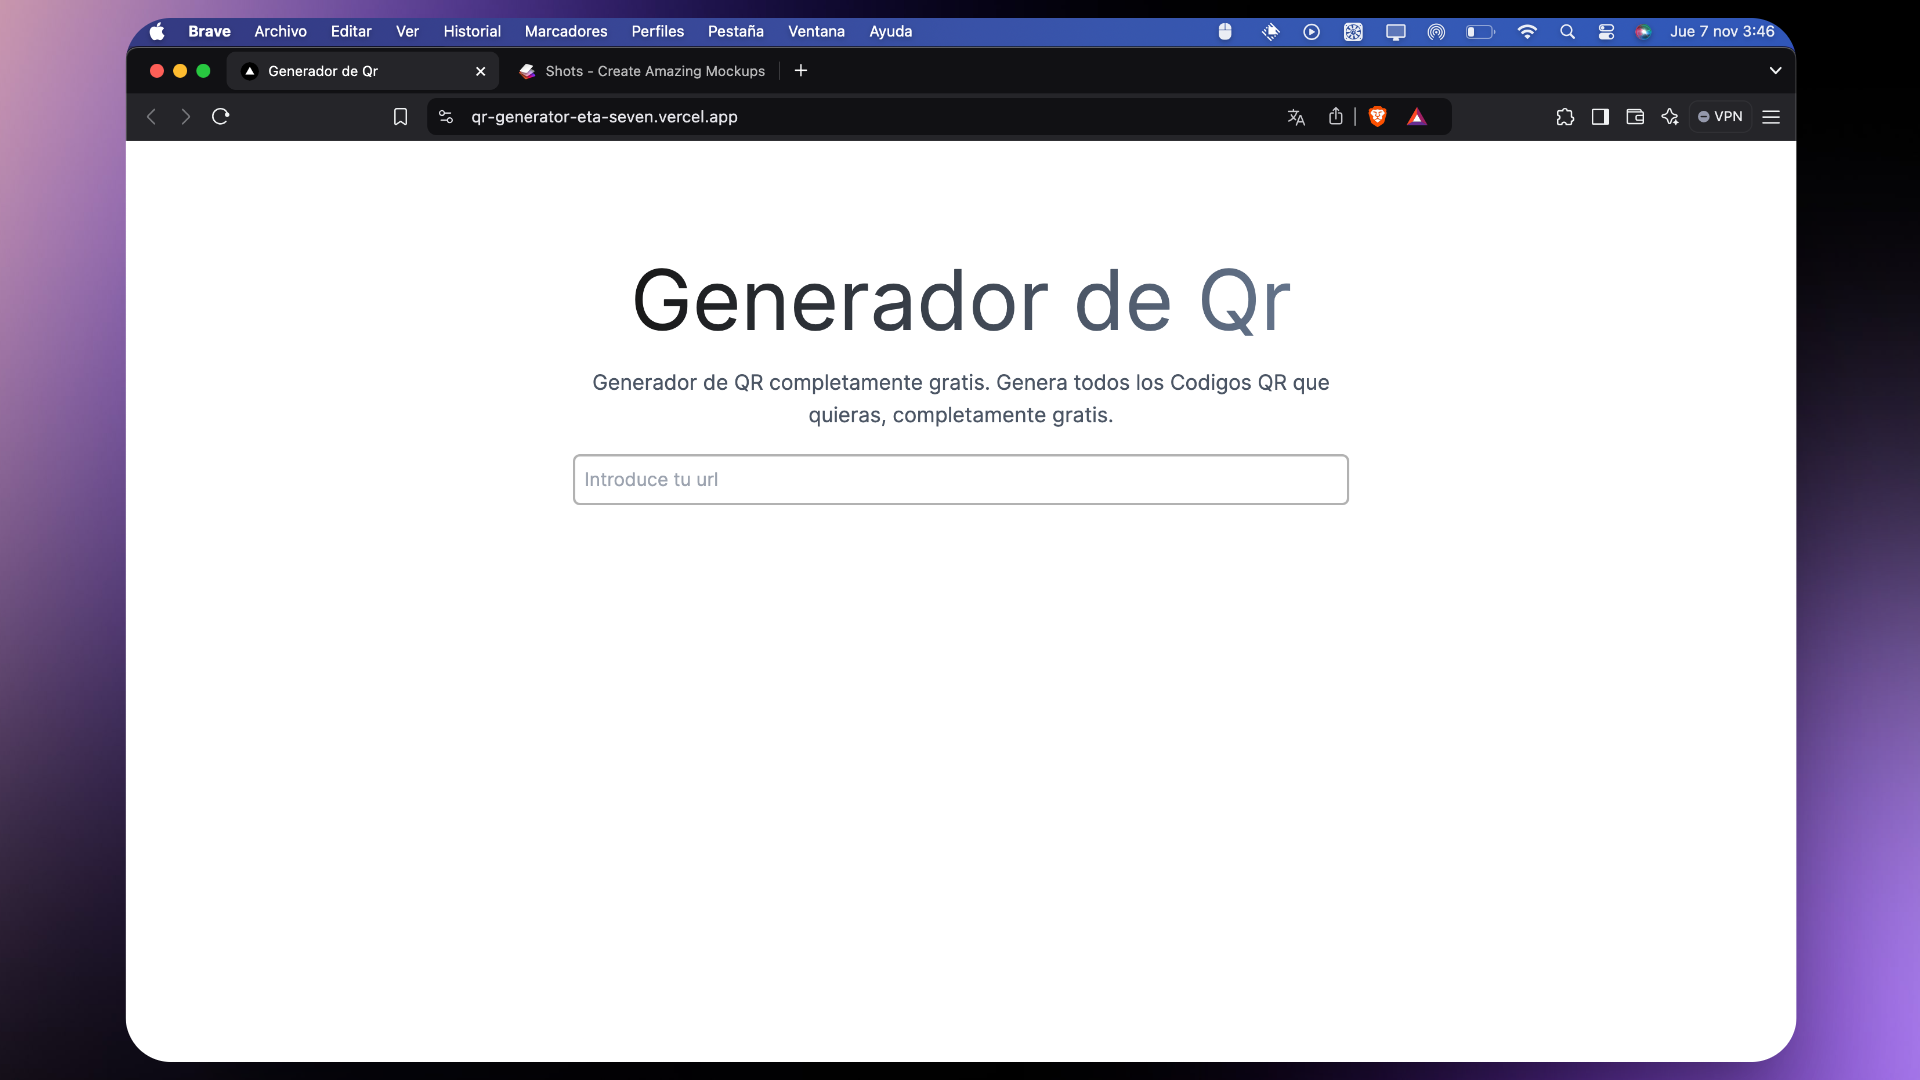 Brave Archivo Editar Ver Historial Marcadores Perfiles Pestaña Ventana Ayuda Jue 7 nov 3:46
Generador de Qr Shots - Create Amazing Mockups
qr-generator-eta-seven.vercel.app VPN
Generador de Qr
Generador de QR completamente gratis. Genera todos los Codigos QR que
quieras, completamente gratis.
Introduce tu url